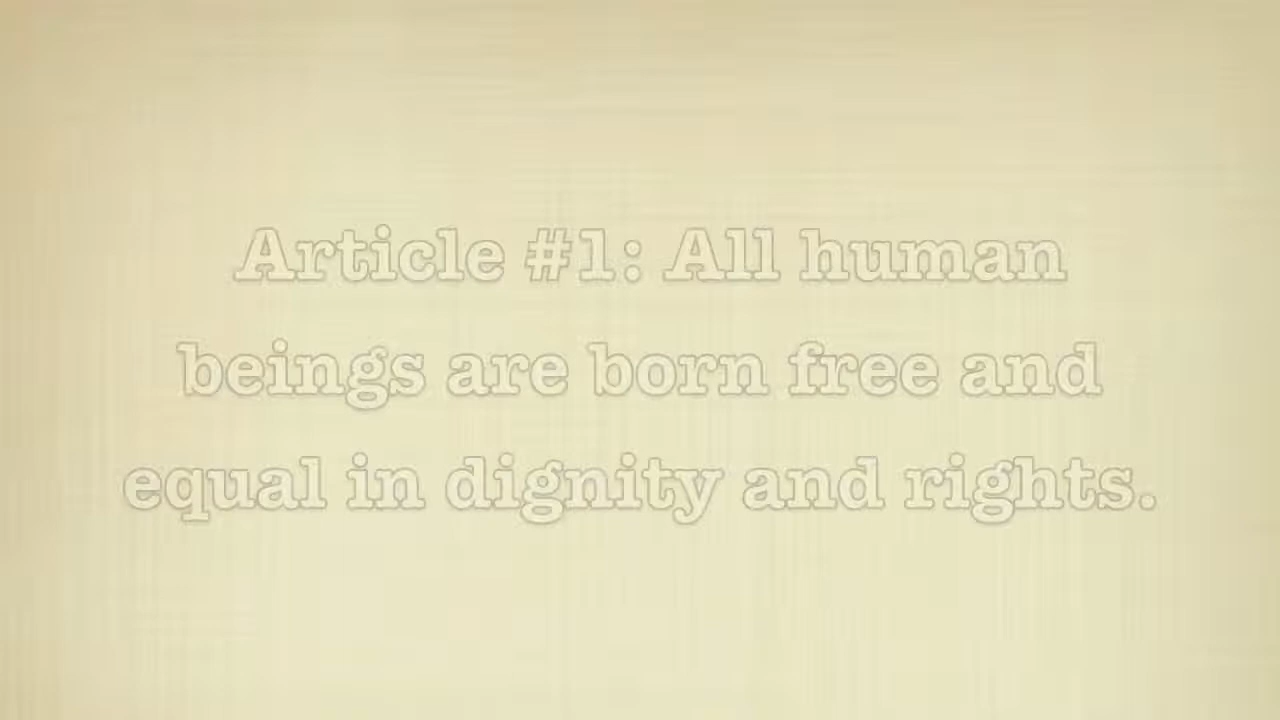 Article #1: All human
beings are born free and
equal in dignity and rights.